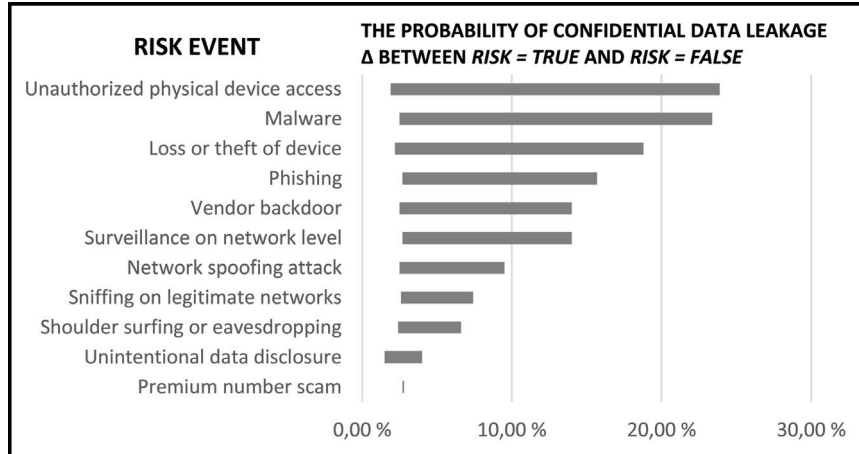 RISK EVENT
THE PROBABILITY OF CONFIDENTIAL DATA LEAKAGE
Δ BETWEEN RISK = TRUE AND RISK = FALSE
Unauthorized physical device access
Malware
Loss or theft of device
Phishing
Vendor backdoor
Surveillance on network level
Network spoofing attack
Sniffing on legitimate networks
Shoulder surfing or eavesdropping
Unintentional data disclosure
Premium number scam
0,00 % 10,00 % 20,00 % 30,00 %